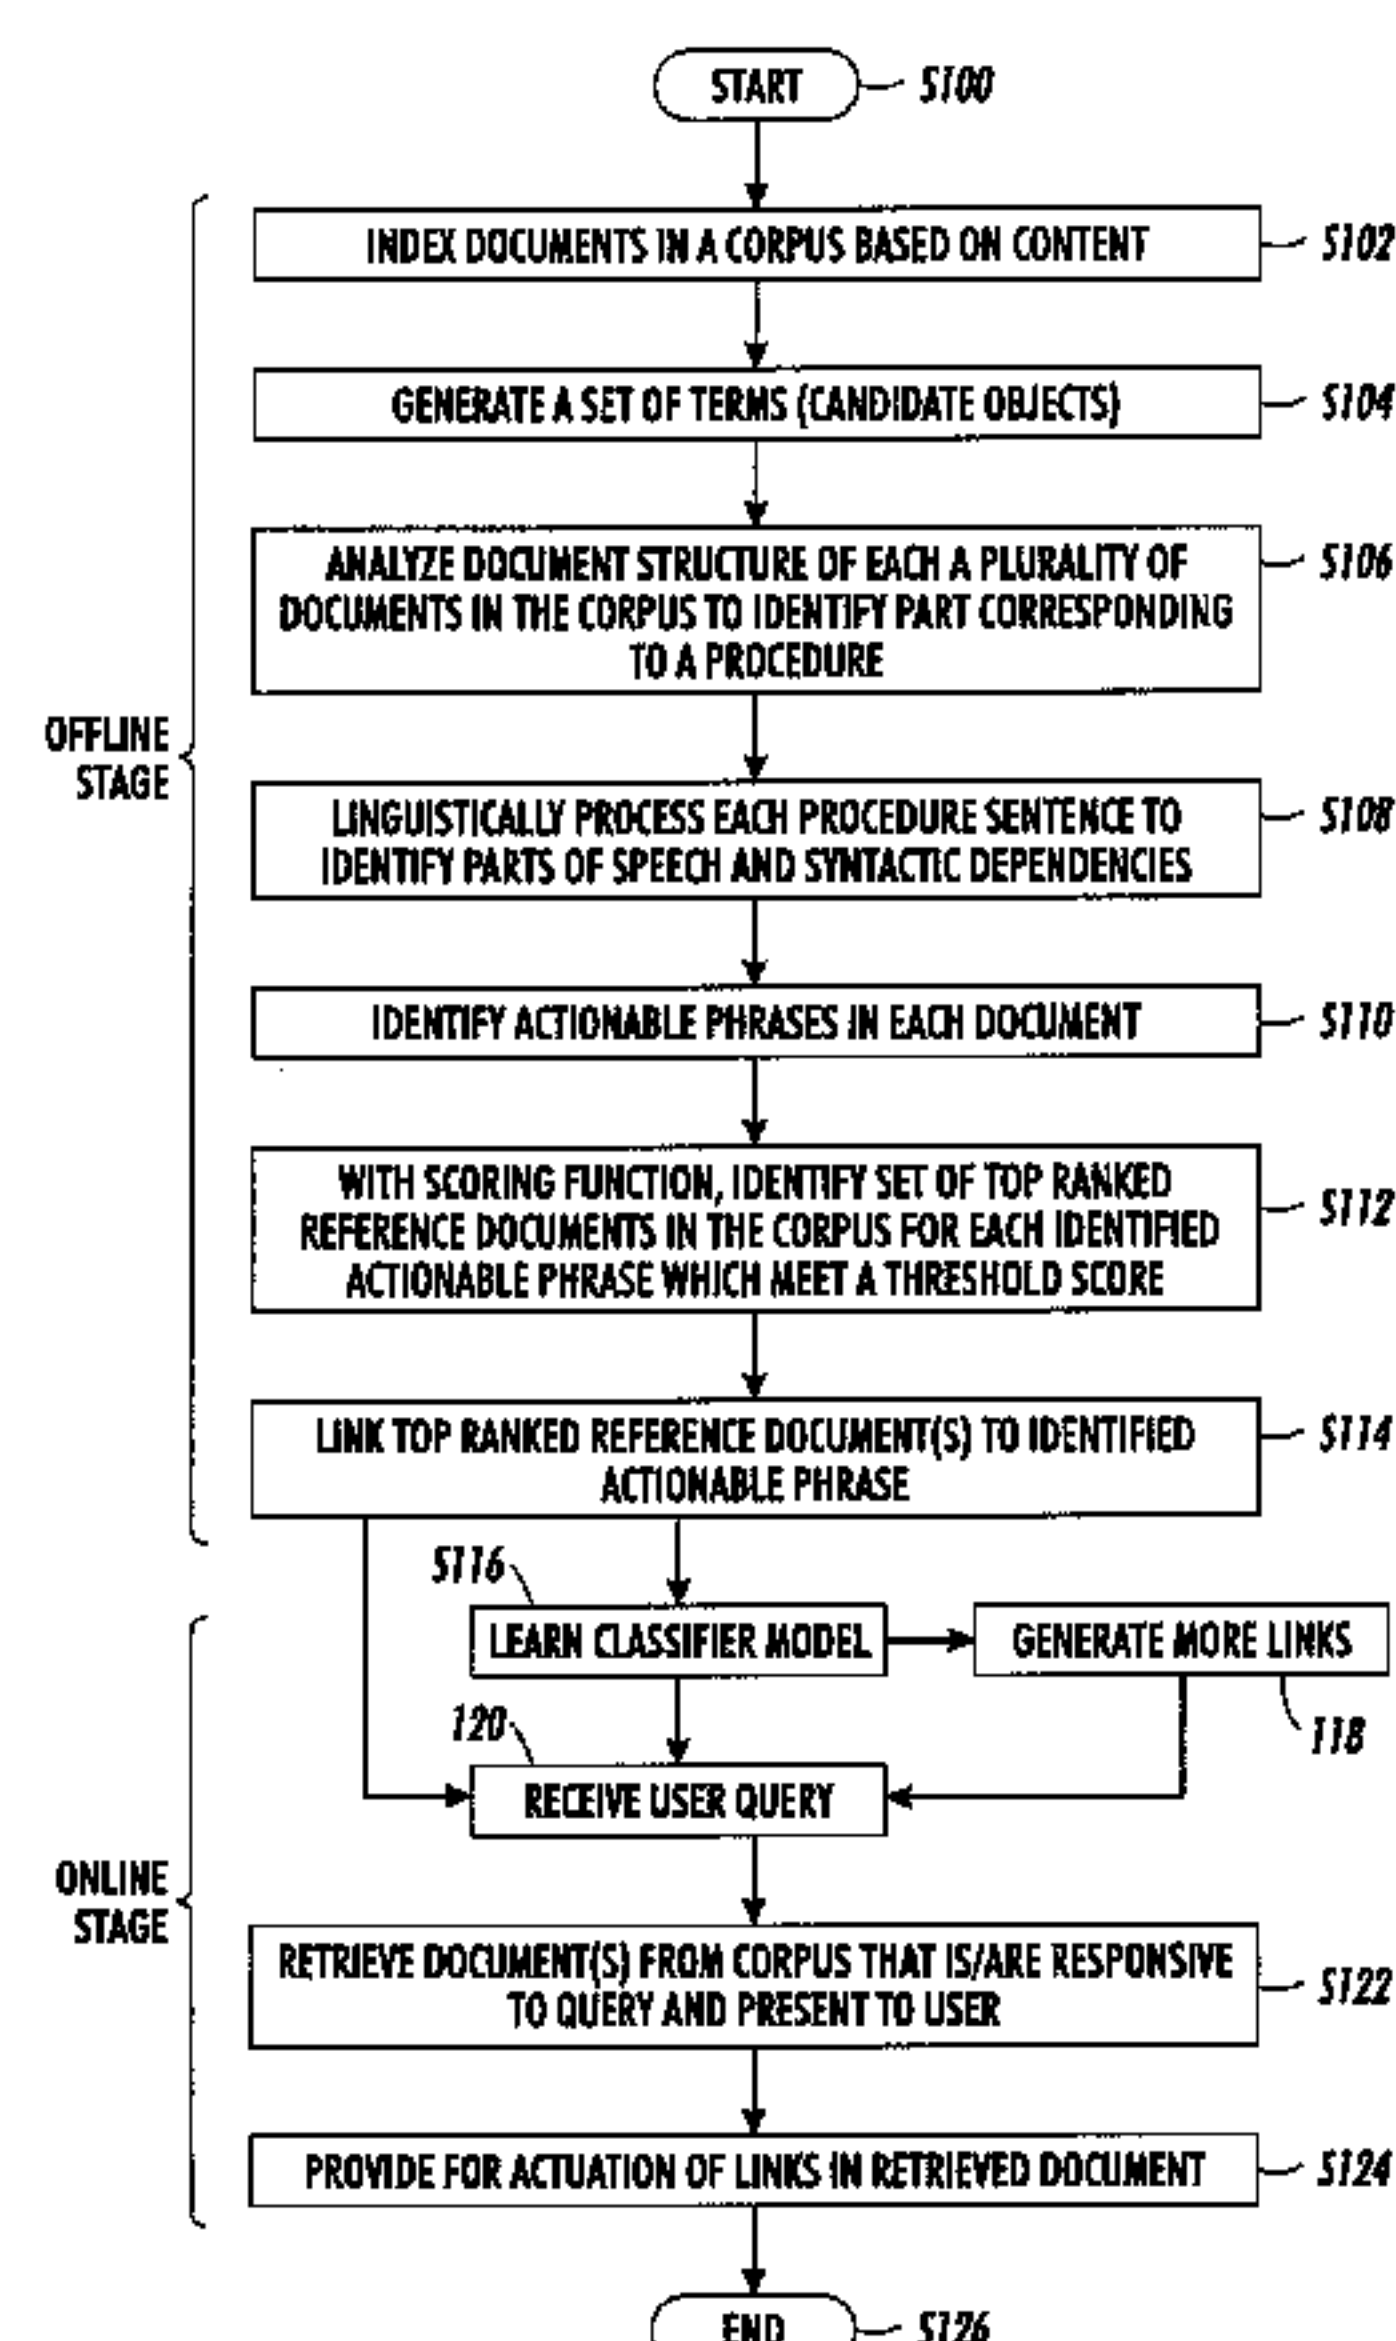 START
S100
INDEX DOCUMENTS IN A CORPUS BASED ON CONTENT
S102
GENERATE A SET OF TERMS (CANDIDATE OBJECTS)
S104
ANALYZE DOCUMENT STRUCTURE OF EACH A PLURALITY OF
DOCUMENTS IN THE CORPUS TO IDENTIFY PART CORRESPONDING
TO A PROCEDURE
S106
OFFLINE
STAGE
LINGUISTICALLY PROCESS EACH PROCEDURE SENTENCE TO
IDENTIFY PARTS OF SPEECH AND SYNTACTIC DEPENDENCIES
S108
IDENTIFY ACTIONABLE PHRASES IN EACH DOCUMENT
S110
WITH SCORING FUNCTION, IDENTIFY SET OF TOP RANKED
REFERENCE DOCUMENTS IN THE CORPUS FOR EACH IDENTIFIED
ACTIONABLE PHRASE WHICH MEET A THRESHOLD SCORE
S112
LINK TOP RANKED REFERENCE DOCUMENT(S) TO IDENTIFIED
ACTIONABLE PHRASE
S114
S116
LEARN CLASSIFIER MODEL
GENERATE MORE LINKS
118
120
RECEIVE USER QUERY
ONLINE
STAGE
RETRIEVE DOCUMENT(S) FROM CORPUS THAT IS/ARE RESPONSIVE
TO QUERY AND PRESENT TO USER
S122
PROVIDE FOR ACTUATION OF LINKS IN RETRIEVED DOCUMENT
S124
END
S126